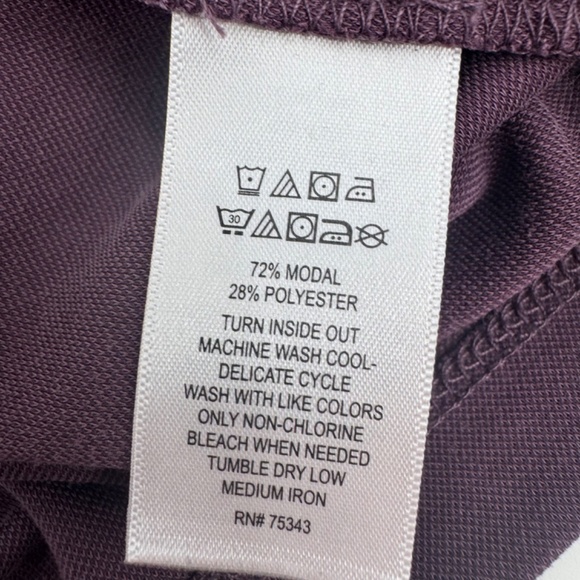 30
72% MODAL
28% POLYESTER
TURN INSIDE OUT
MACHINE WASH COOL-
DELICATE CYCLE
WASH WITH LIKE COLORS
ONLY NON-CHLORINE
BLEACH WHEN NEEDED
TUMBLE DRY LOW
MEDIUM IRON
RN# 75343